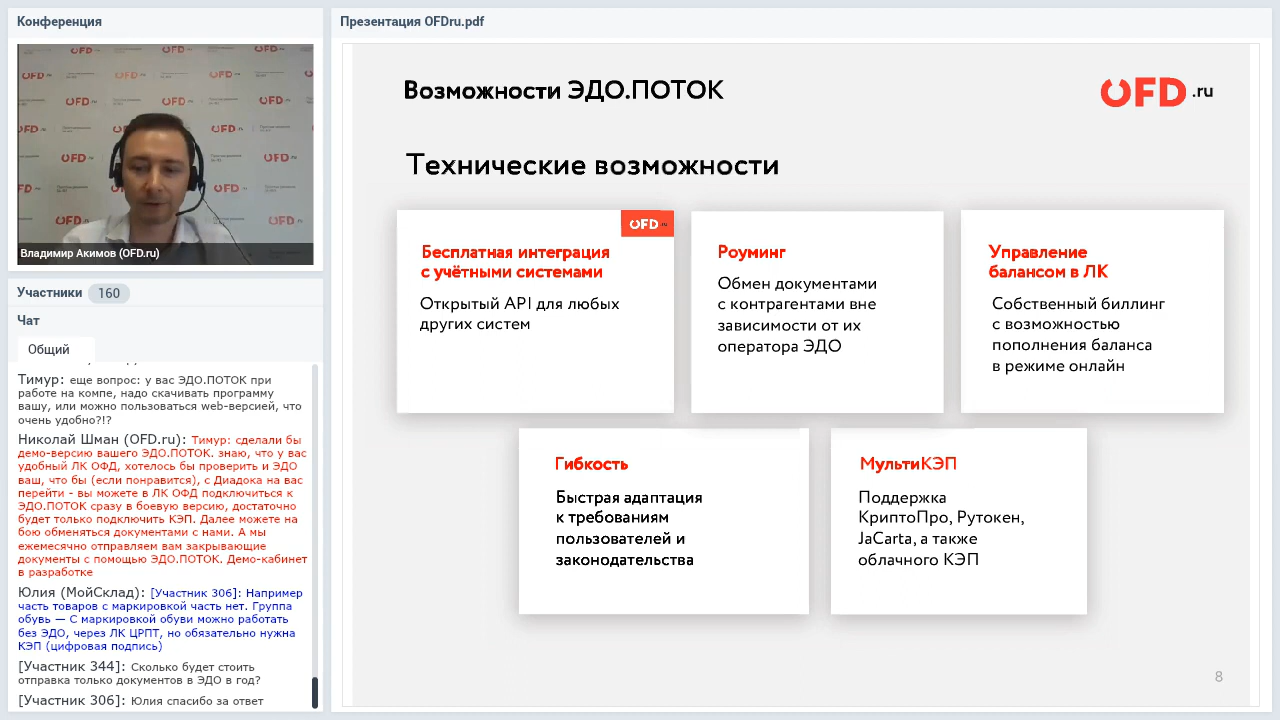 Конференция
OFD.ru
Владимир Акимов (OFD.ru)
Участники 160
Чат
Общий
Тимур: еще вопрос: у вас ЭДО.ПОТОК при
работе на компе, надо скачивать программу
вашу, или можно пользоваться web-версией, что
очень удобно?!?
Николай Шман (OFD.ru): Тимур: сделали бы
демо-версию вашего ЭДО.ПОТОК. знаю, что у вас
удобный ЛК ОФД, хотелось бы проверить и ЭДО
ваш, что бы (если понравится), с Диадока на вас
перейти - вы можете в ЛК ОФД подключиться к
ЭДО.ПОТОК сразу в боевую версию, достаточно
будет только подключить КЭП. Далее можете на
бою обменяться документами с нами. А мы
ежемесячно отправляем вам закрывающие
документы с помощью ЭДО.ПОТОК. Демо-кабинет
в разработке
Юлия (МойСклад): [Участник 306]: Например
часть товаров с маркировкой часть нет. Группа
обувь — С маркировкой обуви можно работать
без ЭДО, через ЛК ЦРПТ, но обязательно нужна
КЭП (цифровая подпись)
[Участник 344]: Сколько будет стоить
отправка только документов в ЭДО в год?
[Участник 306]: Юлия спасибо за ответ
Презентация OFDru.pdf
Возможности ЭДО.ПОТОК
OFD.ru
Технические возможности
OFD
Бесплатная интеграция
с учётными системами
Открытый API для любых
других систем
Роуминг
Обмен документами
с контрагентами вне
зависимости от их
оператора ЭДО
Управление
балансом в ЛК
Собственный биллинг
с возможностью
пополнения баланса
в режиме онлайн
Гибкость
Быстрая адаптация
к требованиям
пользователей и
законодательства
МультиКЭП
Поддержка
КриптоПро, Рутокен,
JaCarta, а также
облачного КЭП
8